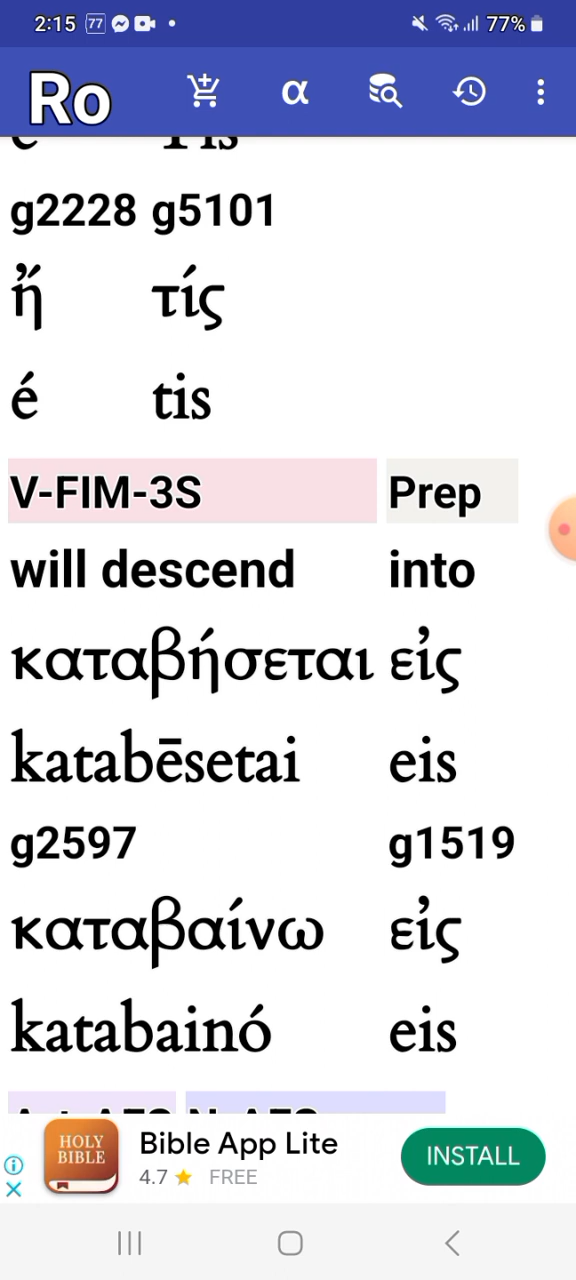 2:15 77 77%
Ro α
g2228 g5101
ἤ τίς
é tis
V-FIM-3S Prep
will descend into
καταβήσεται εἰς
katabēsetai eis
g2597 g1519
καταβαίνω εἰς
katabainó eis
HOLY
BIBLE
Bible App Lite
4.7 ★ FREE
INSTALL